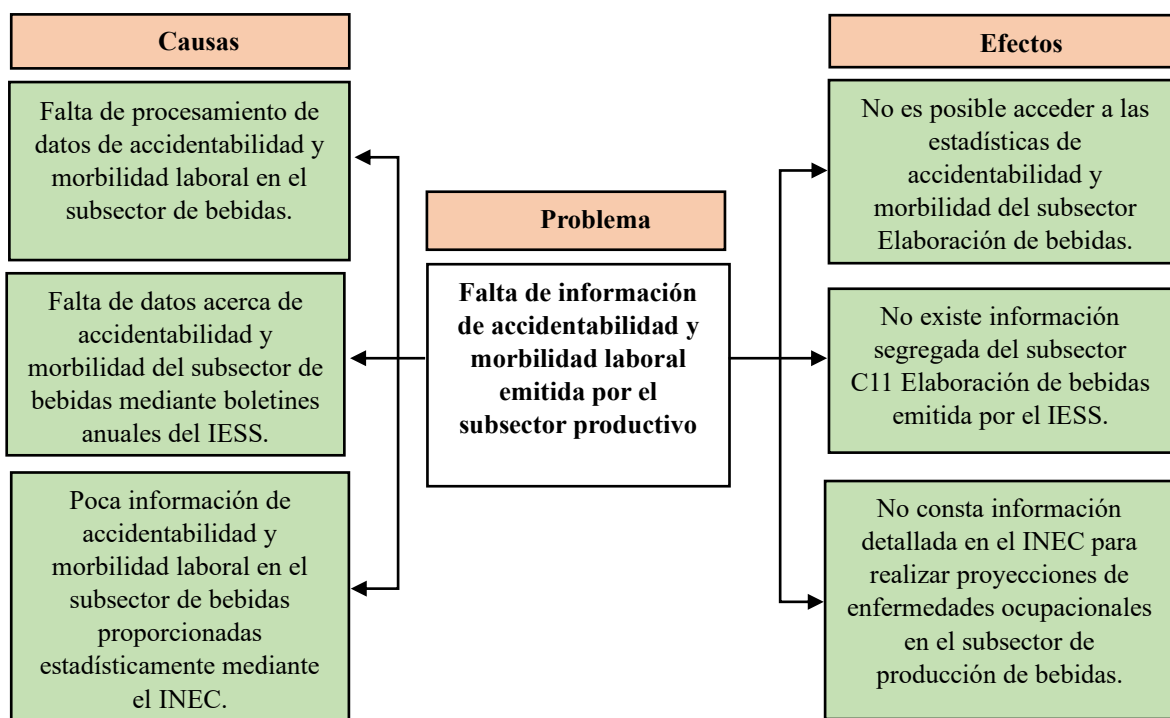 Causas
Falta de procesamiento de
datos de accidentabilidad y
morbilidad laboral en el
subsector de bebidas.
Falta de datos acerca de
accidentabilidad y
morbilidad del subsector de
bebidas mediante boletines
anuales del IESS.
Poca información de
accidentabilidad y
morbilidad laboral en el
subsector de bebidas
proporcionadas
estadísticamente mediante
el INEC.
Problema
Falta de información
de accidentabilidad y
morbilidad laboral
emitida por el
subsector productivo
Efectos
No es posible acceder a las
estadísticas de
accidentabilidad y
morbilidad del subsector
Elaboración de bebidas.
No existe información
segregada del subsector
C11 Elaboración de bebidas
emitida por el IESS.
No consta información
detallada en el INEC para
realizar proyecciones de
enfermedades ocupacionales
en el subsector de
producción de bebidas.